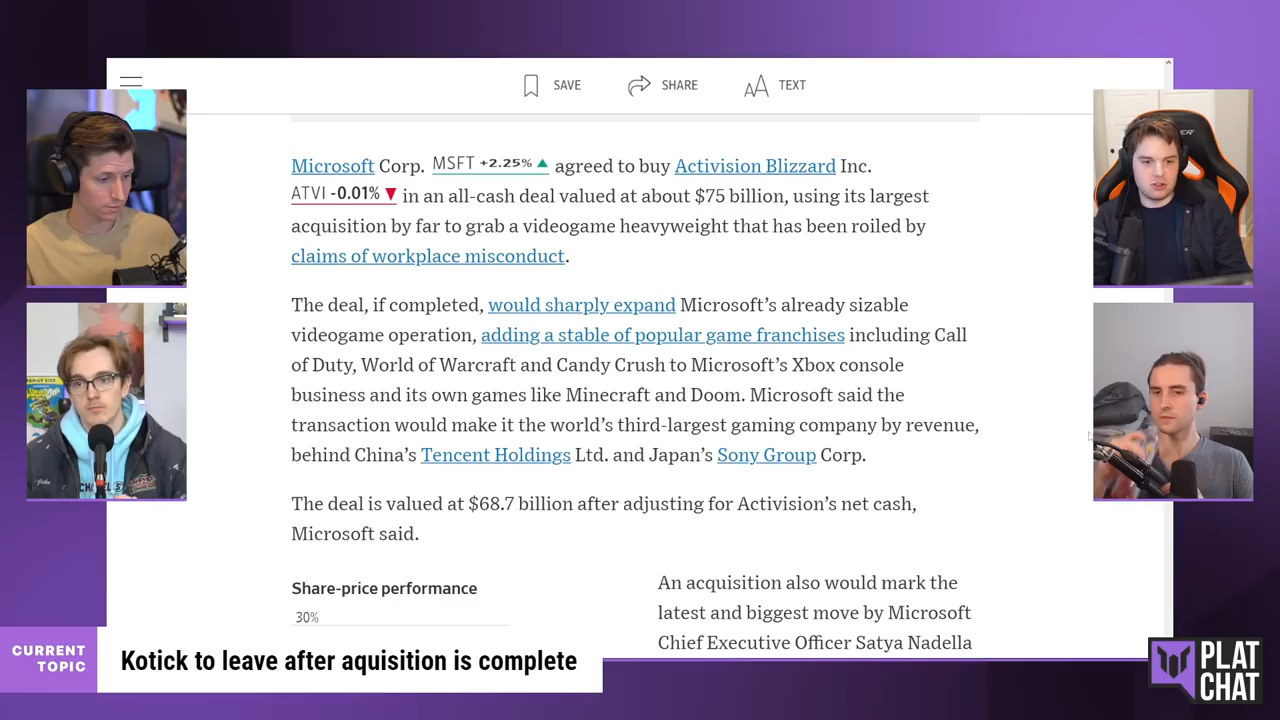 SAVE SHARE TEXT
Microsoft Corp. MSFT +2.25% ▲ agreed to buy Activision Blizzard Inc.
ATVI -0.01% ▼ in an all-cash deal valued at about $75 billion, using its largest
acquisition by far to grab a videogame heavyweight that has been roiled by
claims of workplace misconduct.
The deal, if completed, would sharply expand Microsoft’s already sizable
videogame operation, adding a stable of popular game franchises including Call
of Duty, World of Warcraft and Candy Crush to Microsoft’s Xbox console
business and its own games like Minecraft and Doom. Microsoft said the
transaction would make it the world’s third-largest gaming company by revenue,
behind China’s Tencent Holdings Ltd. and Japan’s Sony Group Corp.
The deal is valued at $68.7 billion after adjusting for Activision’s net cash,
Microsoft said.
Share-price performance
30%
An acquisition also would mark the
latest and biggest move by Microsoft
Chief Executive Officer Satya Nadella
CURRENT
TOPIC
Kotick to leave after aquisition is complete
PLAT
CHAT
FAMILY SIZE